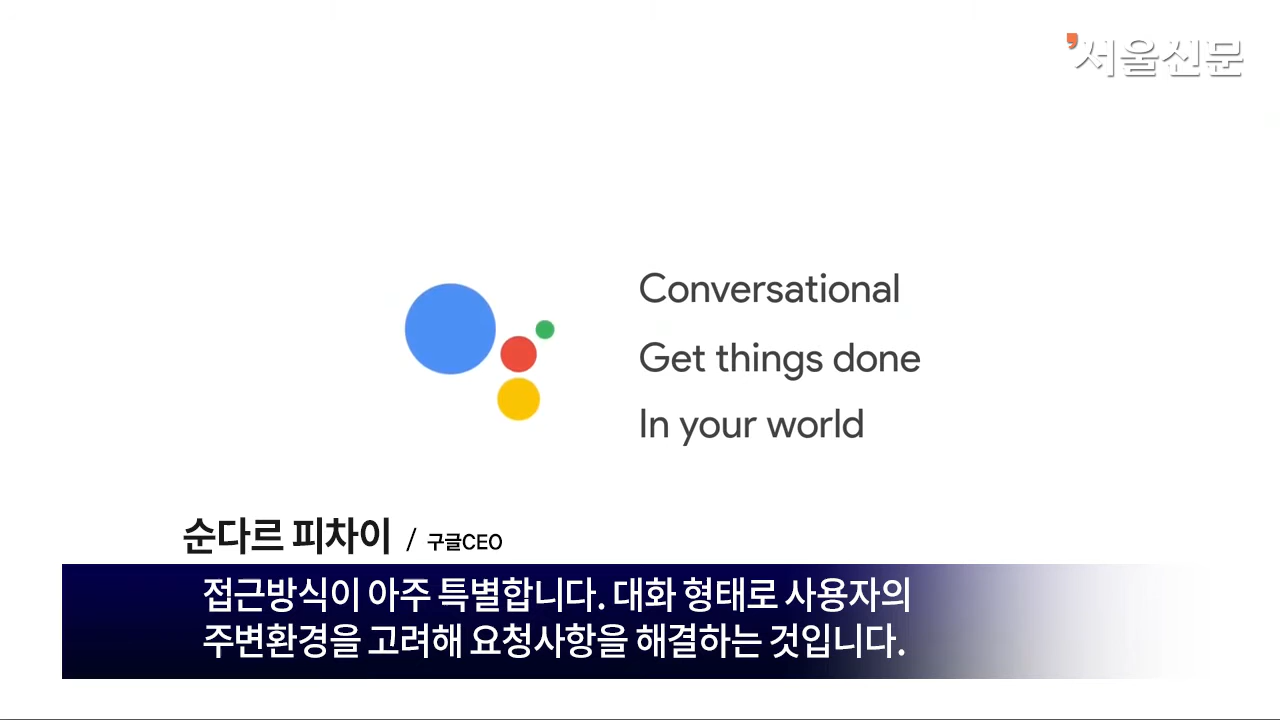 서울신문
Conversational
Get things done
In your world
순다르 피차이 / 구글CEO
접근방식이 아주 특별합니다. 대화 형태로 사용자의
주변환경을 고려해 요청사항을 해결하는 것입니다.